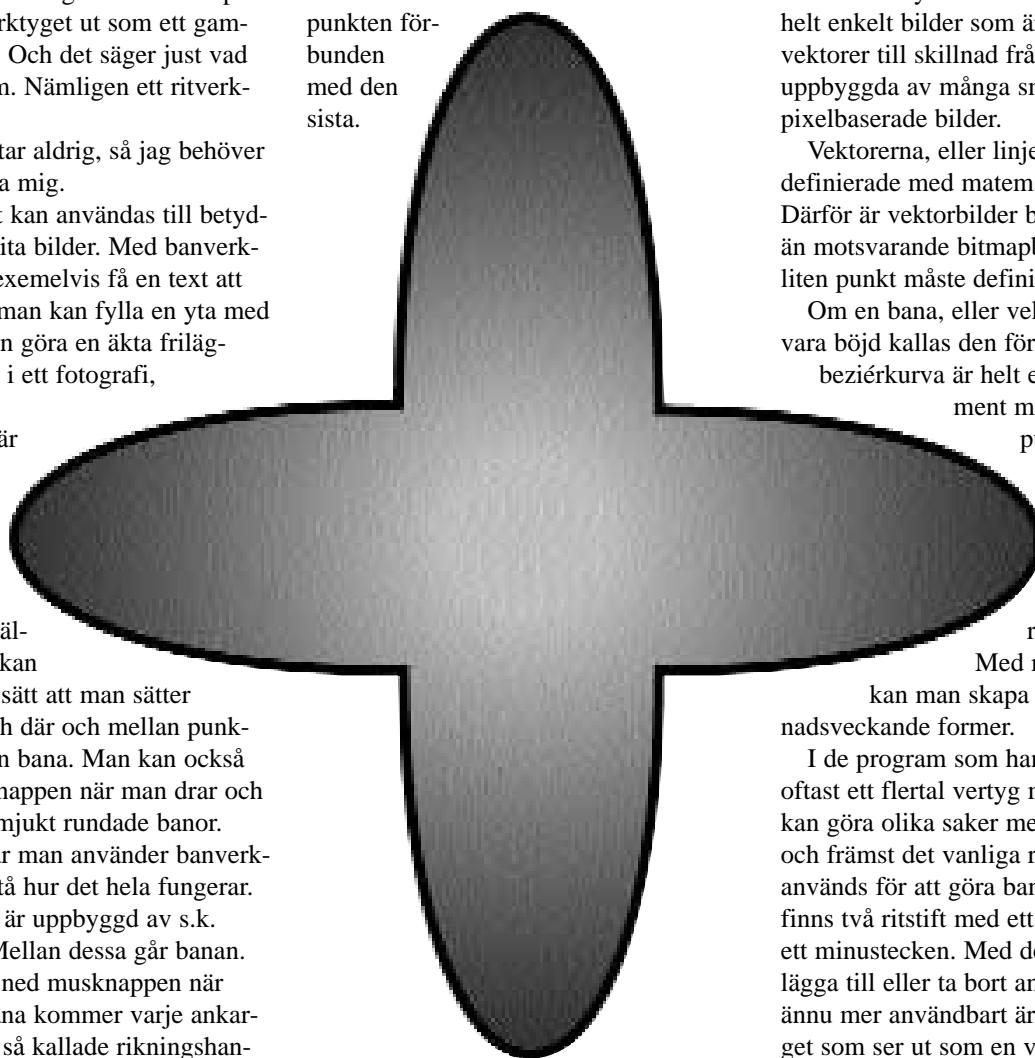 rktyget ut som ett gam-
Och det säger just vad
n. Nämligen ett ritverk-
tar aldrig, så jag behöver
a mig.
t kan användas till betyd-
ita bilder. Med banverk-
exemelvis få en text att
man kan fylla en yta med
n göra en äkta frilägg-
i ett fotografi,
är
äl-
kan
sätt att man sätter
h där och mellan punk-
n bana. Man kan också
nappen när man drar och
mjukt rundade banor.
ar man använder banverk-
tå hur det hela fungerar.
är uppbyggd av s.k.
Mellan dessa går banan.
ned musknappen när
ana kommer varje ankar-
så kallade rikningshan-
punkten för-
bunden
med den
sista.
helt enkelt bilder som ä
vektorer till skillnad frå
uppbyggda av många sm
pixelbaserade bilder.
Vektorerna, eller linje
definierade med matem
Därför är vektorbilder b
än motsvarande bitmapb
liten punkt måste defini
Om en bana, eller vel
vara böjd kallas den för
beziérkurva är helt e
ment m
p
r
Med r
kan man skapa
nadsveckande former.
I de program som har
oftast ett flertal vertyg r
kan göra olika saker me
och främst det vanliga r
används för att göra ban
finns två ritstift med ett
ett minustecken. Med de
lägga till eller ta bort an
ännu mer användbart är
get som ser ut som en v